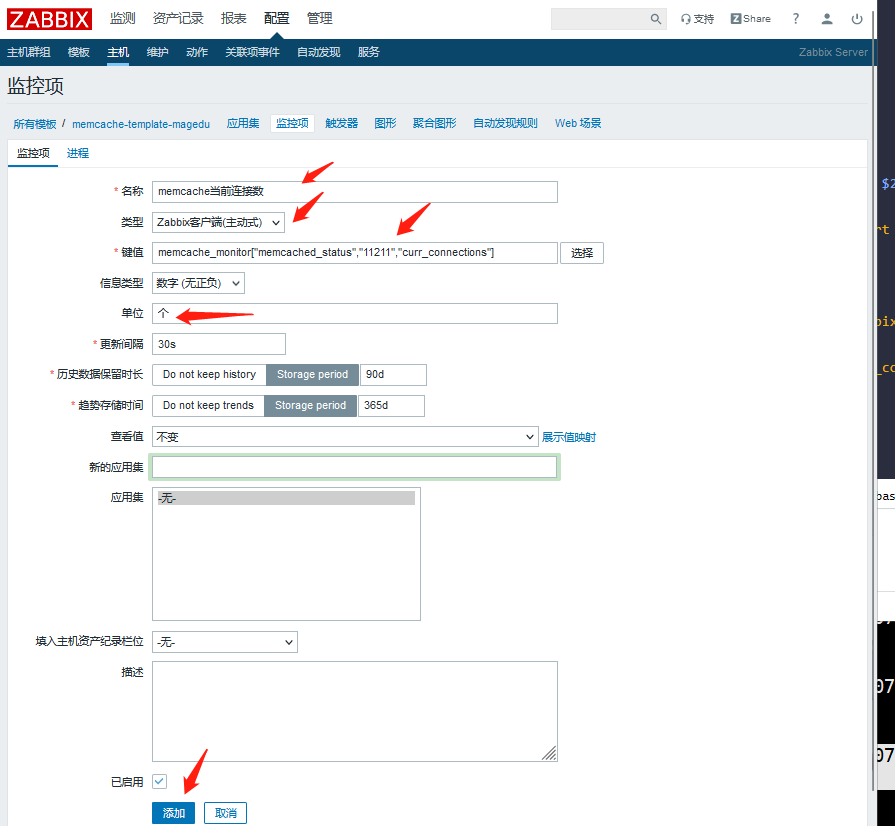 ZABBIX 监测 资产记录 报表 配置 管理 支持 Share ?
主机群组 模板 主机 维护 动作 关联项事件 自动发现 服务 Zabbix Server
监控项
所有模板 / memcache-template-magedu 应用集 监控项 触发器 图形 聚合图形 自动发现规则 Web 场景
监控项 进程
* 名称 memcache当前连接数
类型 Zabbix客户端(主动式)
* 键值 memcache_monitor["memcached_status","11211","curr_connections"] 选择
信息类型 数字 (无正负)
单位 个
* 更新间隔 30s
* 历史数据保留时长 Do not keep history Storage period 90d
* 趋势存储时间 Do not keep trends Storage period 365d
查看值 不变 展示值映射
新的应用集
应用集 -无-
填入主机资产纪录栏位 -无-
描述
已启用
添加 取消